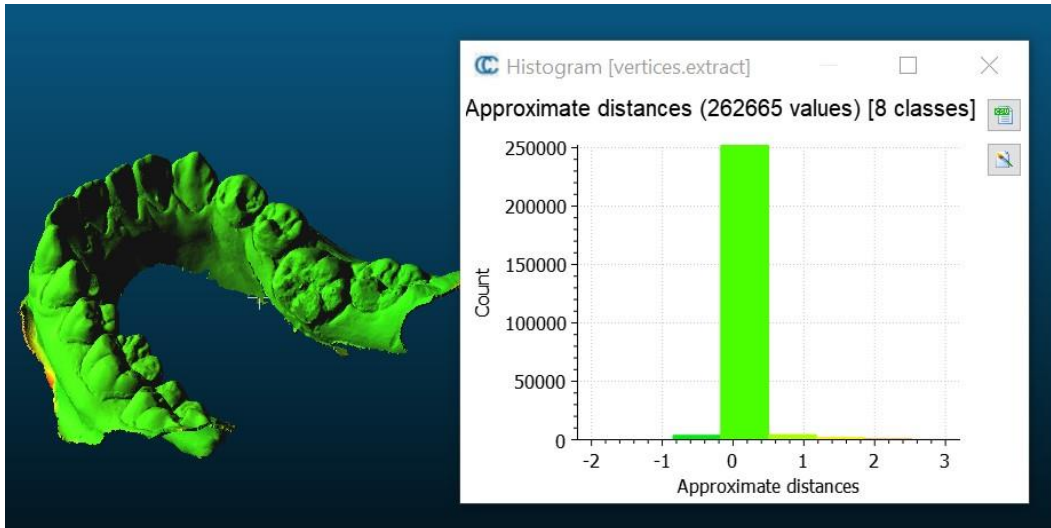 Histogram [vertices.extract]
Approximate distances (262665 values) [8 classes]
CSV
250000
200000
150000
100000
50000
0
Count
-2 -1 0 1 2 3
Approximate distances